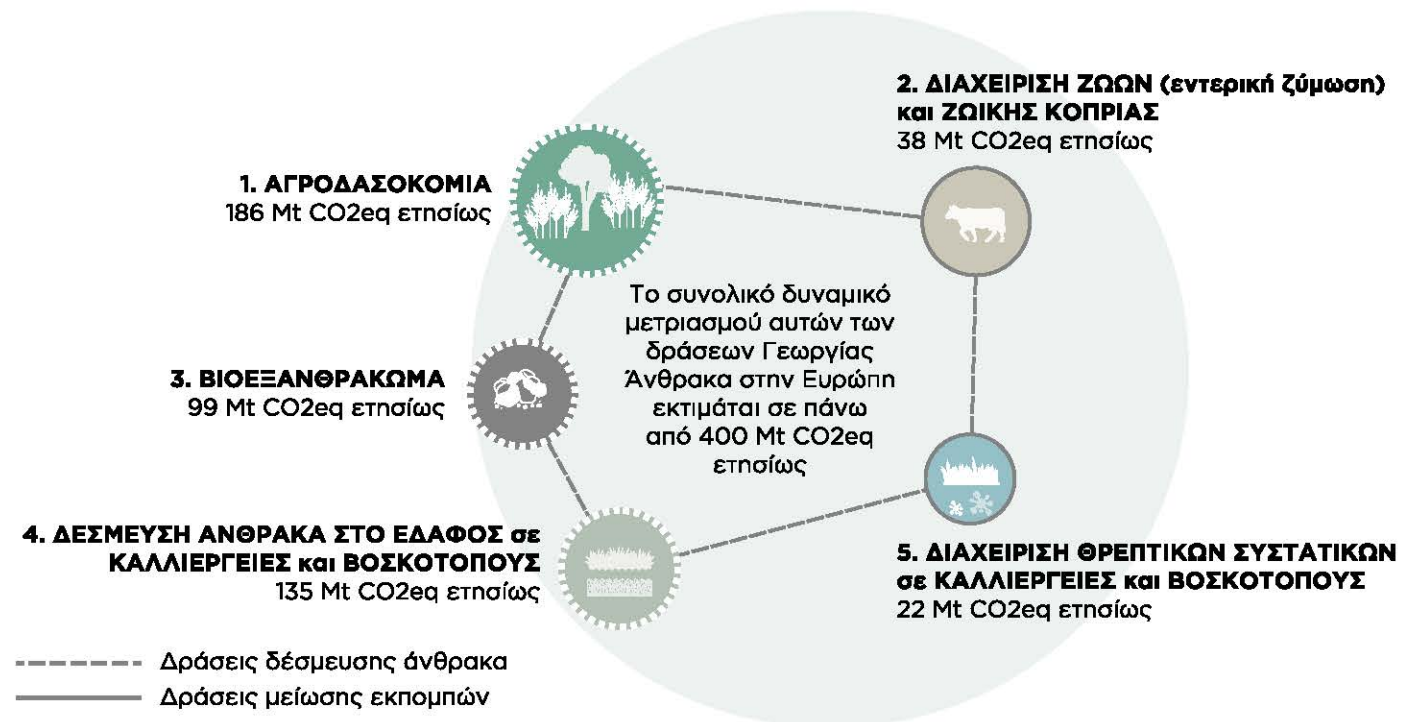 2. ΔΙΑΧΕΙΡΙΣΗ ΖΩΩΝ (εντερική ζύμωση)
και ΖΩΙΚΗΣ ΚΟΠΡΙΑΣ
38 Mt CO2eq ετησίως
1. ΑΓΡΟΔΑΣΟΚΟΜΙΑ
186 Mt CO2eq ετησίως
Το συνολικό δυναμικό
μετριασμού αυτών των
δράσεων Γεωργίας
Άνθρακα στην Ευρώπη
εκτιμάται σε πάνω
από 400 Mt CO2eq
ετησίως
3. ΒΙΟΕΞΑΝΘΡΑΚΩΜΑ
99 Mt CO2eq ετησίως
4. ΔΕΣΜΕΥΣΗ ΑΝΘΡΑΚΑ ΣΤΟ ΕΔΑΦΟΣ σε
ΚΑΛΛΙΕΡΓΕΙΕΣ και ΒΟΣΚΟΤΟΠΟΥΣ
135 Mt CO2eq ετησίως
5. ΔΙΑΧΕΙΡΙΣΗ ΘΡΕΠΤΙΚΩΝ ΣΥΣΤΑΤΙΚΩΝ
σε ΚΑΛΛΙΕΡΓΕΙΕΣ και ΒΟΣΚΟΤΟΠΟΥΣ
22 Mt CO2eq ετησίως
Δράσεις δέσμευσης άνθρακα
Δράσεις μείωσης εκπομπών